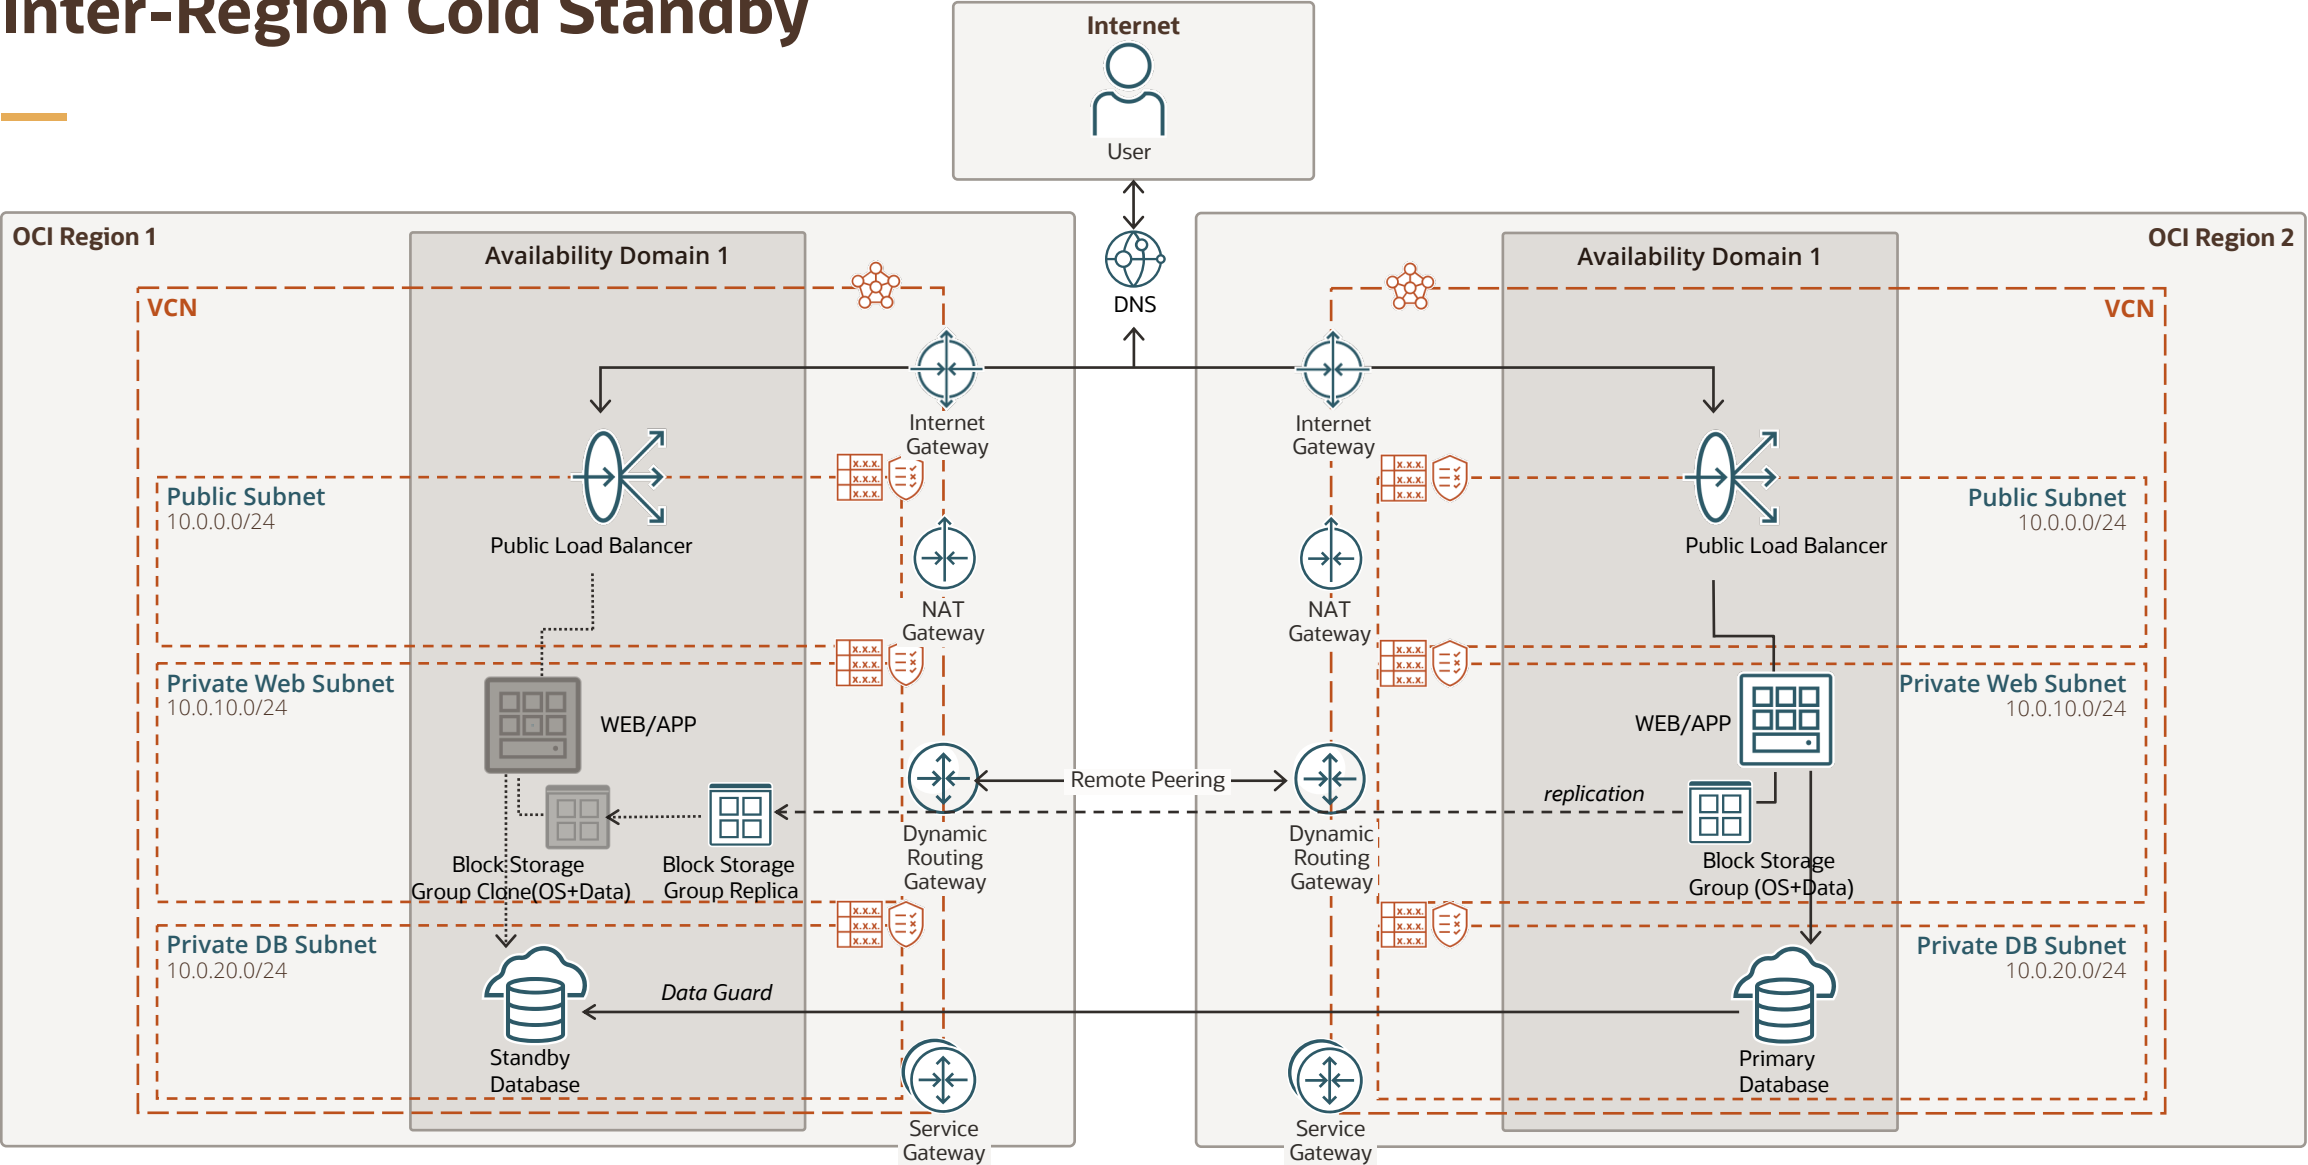 Inter-Region Cold Standby
Internet
User
DNS
OCI Region 1
Availability Domain 1
VCN
Internet
Gateway
Public Subnet
10.0.0.0/24
Public Load Balancer
x.x.x.
x.x.x.
x.x.x.
NAT
Gateway
Private Web Subnet
10.0.10.0/24
WEB/APP
x.x.x.
x.x.x.
x.x.x.
Block Storage
Group Clone(OS+Data)
Block Storage
Group Replica
Dynamic
Routing
Gateway
Private DB Subnet
10.0.20.0/24
x.x.x.
x.x.x.
x.x.x.
Data Guard
Standby
Database
Service
Gateway
Remote Peering
OCI Region 2
Availability Domain 1
VCN
Internet
Gateway
Public Subnet
10.0.0.0/24
Public Load Balancer
x.x.x.
x.x.x.
x.x.x.
NAT
Gateway
Private Web Subnet
10.0.10.0/24
WEB/APP
x.x.x.
x.x.x.
x.x.x.
replication
Block Storage
Group (OS+Data)
Dynamic
Routing
Gateway
Private DB Subnet
10.0.20.0/24
x.x.x.
x.x.x.
x.x.x.
Primary
Database
Service
Gateway